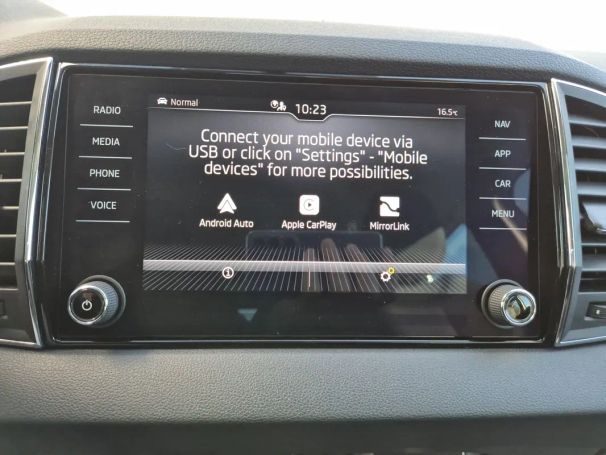 RADIO
MEDIA
PHONE
VOICE
Normal
10:23
16.5°C
Connect your mobile device via
USB or click on "Settings" - "Mobile
devices" for more possibilities.
Android Auto
Apple CarPlay
MirrorLink
NAV
APP
CAR
MENU